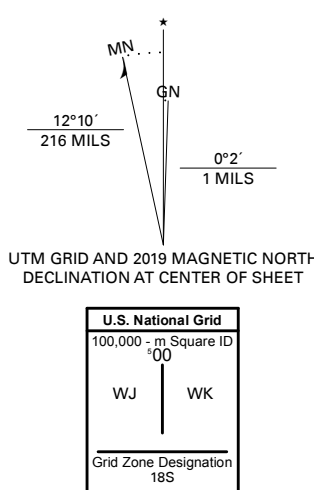 ★
MN
GN
12°10´
216 MILS
0°2´
1 MILS
UTM GRID AND 2019 MAGNETIC NORTH
DECLINATION AT CENTER OF SHEET
U.S. National Grid
100,000 - m Square ID
⁵00
WJ WK
Grid Zone Designation
18S